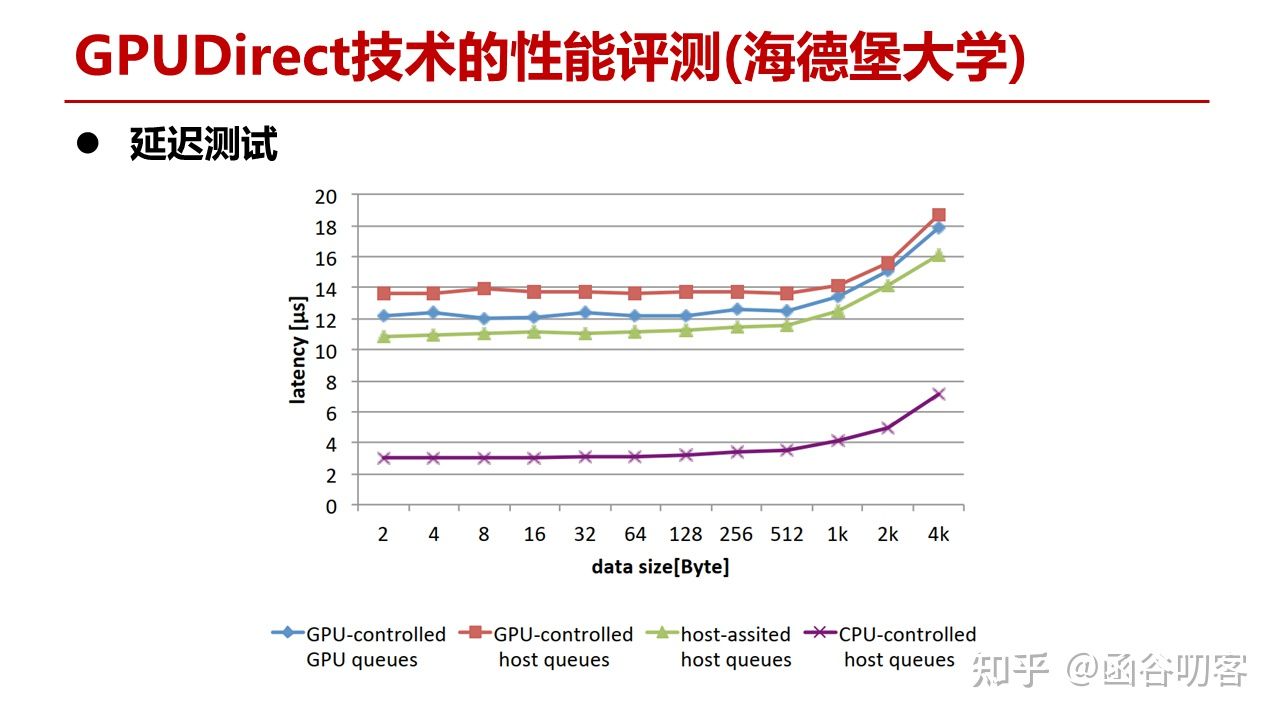 GPUDirect技术的性能评测(海德堡大学)
● 延迟测试
20
18
16
14
12
10
8
6
4
2
0
latency [µs]
2 4 8 16 32 64 128 256 512 1k 2k 4k
data size[Byte]
GPU-controlled GPU queues
GPU-controlled host queues
host-assited host queues
CPU-controlled host queues
知乎 @函谷叨客